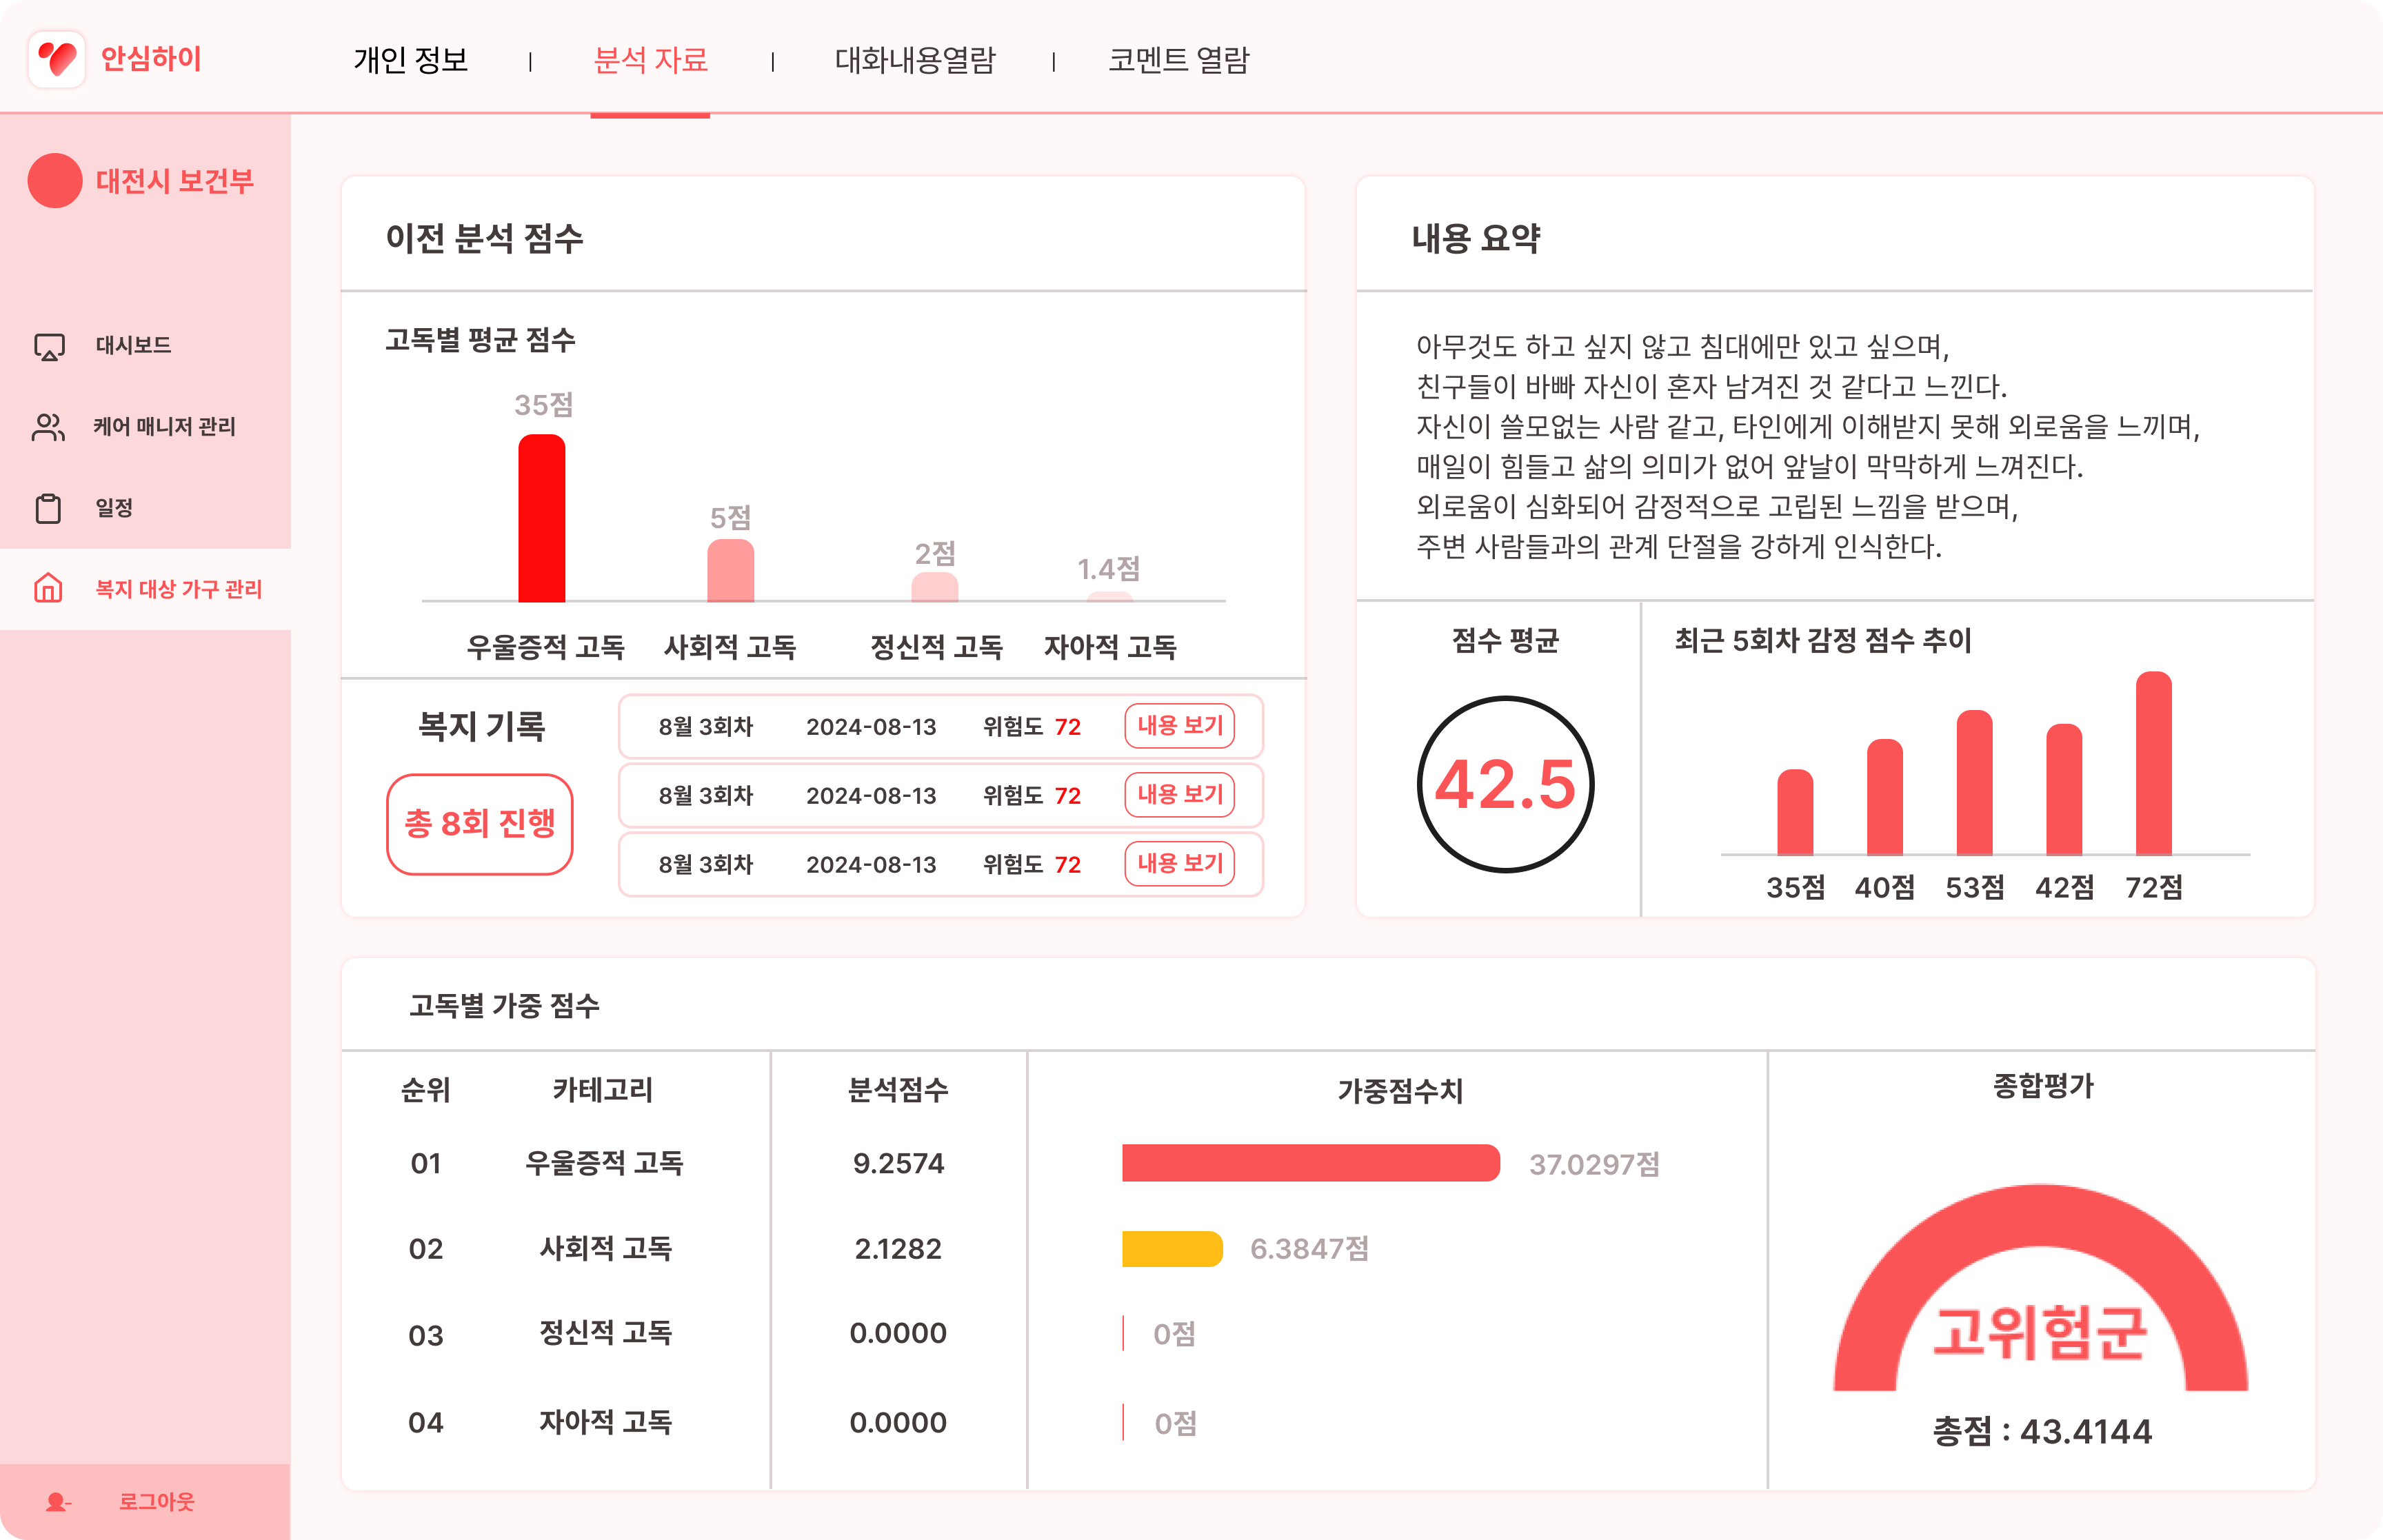 안심하이
개인 정보 | 분석 자료 | 대화내용열람 | 코멘트 열람
대전시 보건부
대시보드
케어 매니저 관리
일정
복지 대상 가구 관리
로그아웃
이전 분석 점수
고독별 평균 점수
35점
5점
2점
1.4점
우울증적 고독 사회적 고독 정신적 고독 자아적 고독
복지 기록
총 8회 진행
8월 3회차 2024-08-13 위험도 72 내용 보기
8월 3회차 2024-08-13 위험도 72 내용 보기
8월 3회차 2024-08-13 위험도 72 내용 보기
내용 요약
아무것도 하고 싶지 않고 침대에만 있고 싶으며,
친구들이 바빠 자신이 혼자 남겨진 것 같다고 느낀다.
자신이 쓸모없는 사람 같고, 타인에게 이해받지 못해 외로움을 느끼며,
매일이 힘들고 삶의 의미가 없어 앞날이 막막하게 느껴진다.
외로움이 심화되어 감정적으로 고립된 느낌을 받으며,
주변 사람들과의 관계 단절을 강하게 인식한다.
점수 평균
42.5
최근 5회차 감정 점수 추이
35점 40점 53점 42점 72점
고독별 가중 점수
순위 카테고리 분석점수 가중점수치
01 우울증적 고독 9.2574 37.0297점
02 사회적 고독 2.1282 6.3847점
03 정신적 고독 0.0000 0점
04 자아적 고독 0.0000 0점
종합평가
고위험군
총점 : 43.4144